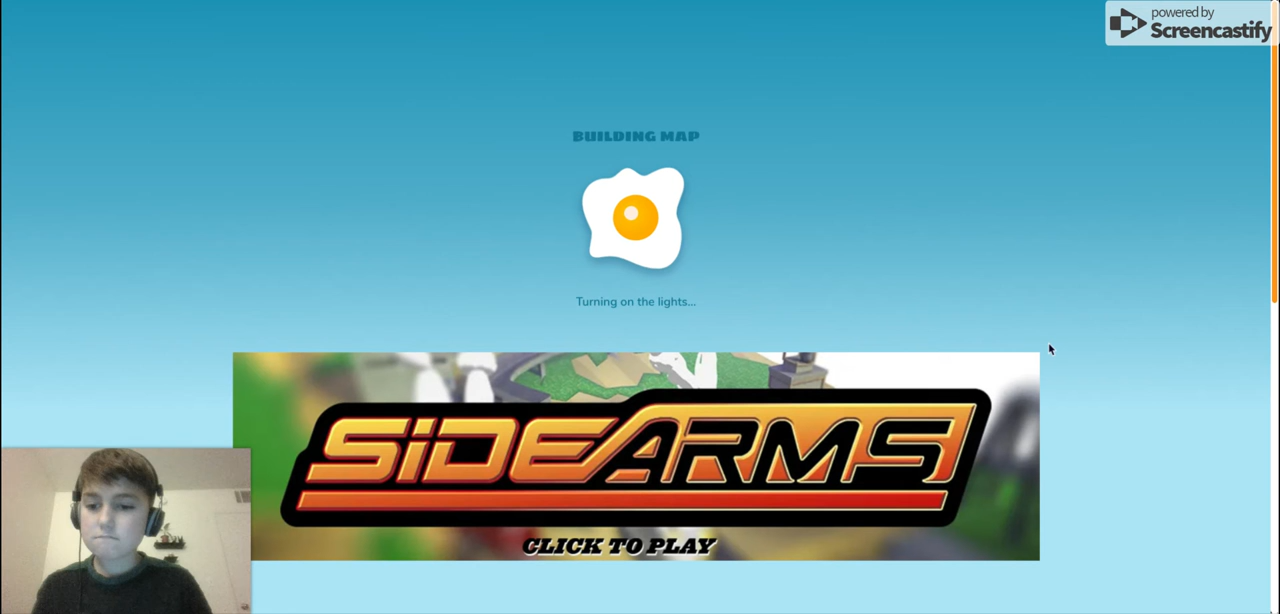 powered by
Screencastify
BUILDING MAP
Turning on the lights...
SiDEARMS
CLICK TO PLAY